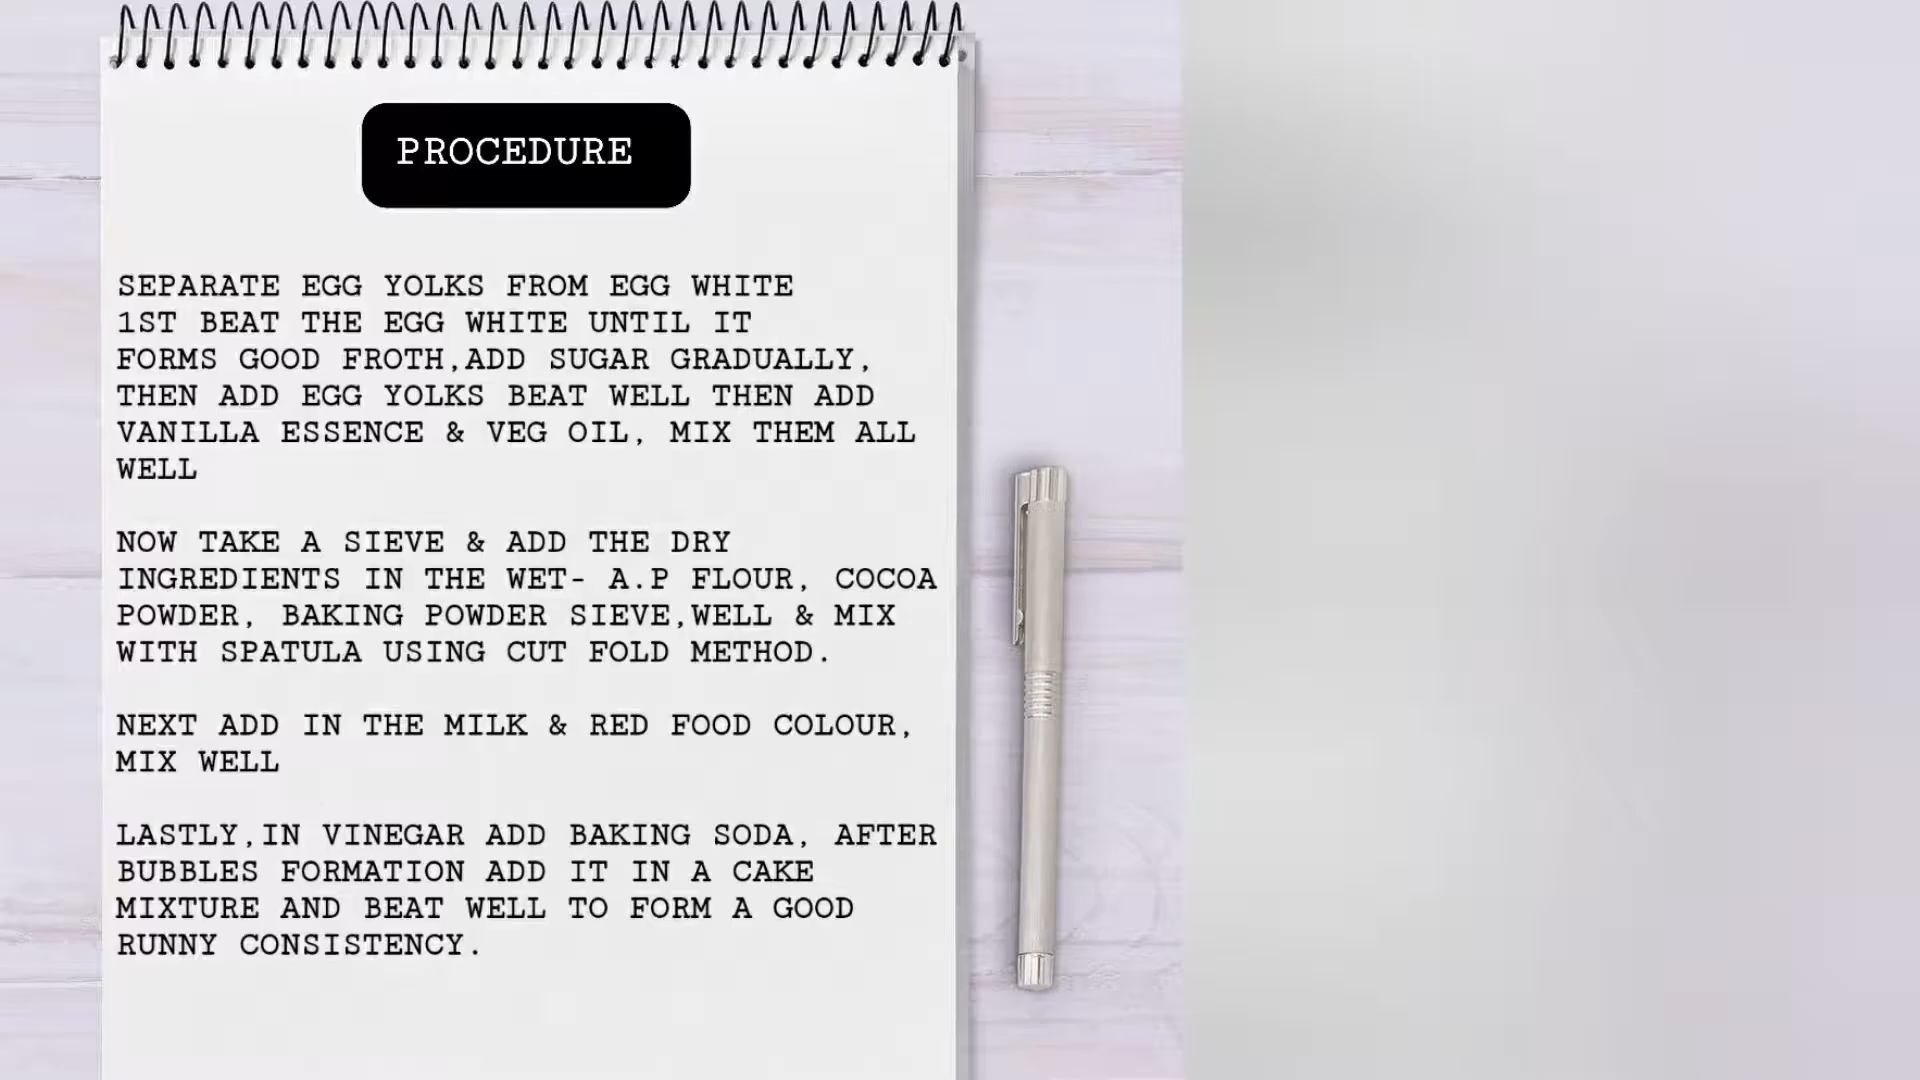 PROCEDURE
SEPARATE EGG YOLKS FROM EGG WHITE
1ST BEAT THE EGG WHITE UNTIL IT
FORMS GOOD FROTH,ADD SUGAR GRADUALLY,
THEN ADD EGG YOLKS BEAT WELL THEN ADD
VANILLA ESSENCE & VEG OIL, MIX THEM ALL
WELL
NOW TAKE A SIEVE & ADD THE DRY
INGREDIENTS IN THE WET- A.P FLOUR, COCOA
POWDER, BAKING POWDER SIEVE,WELL & MIX
WITH SPATULA USING CUT FOLD METHOD.
NEXT ADD IN THE MILK & RED FOOD COLOUR,
MIX WELL
LASTLY,IN VINEGAR ADD BAKING SODA, AFTER
BUBBLES FORMATION ADD IT IN A CAKE
MIXTURE AND BEAT WELL TO FORM A GOOD
RUNNY CONSISTENCY.